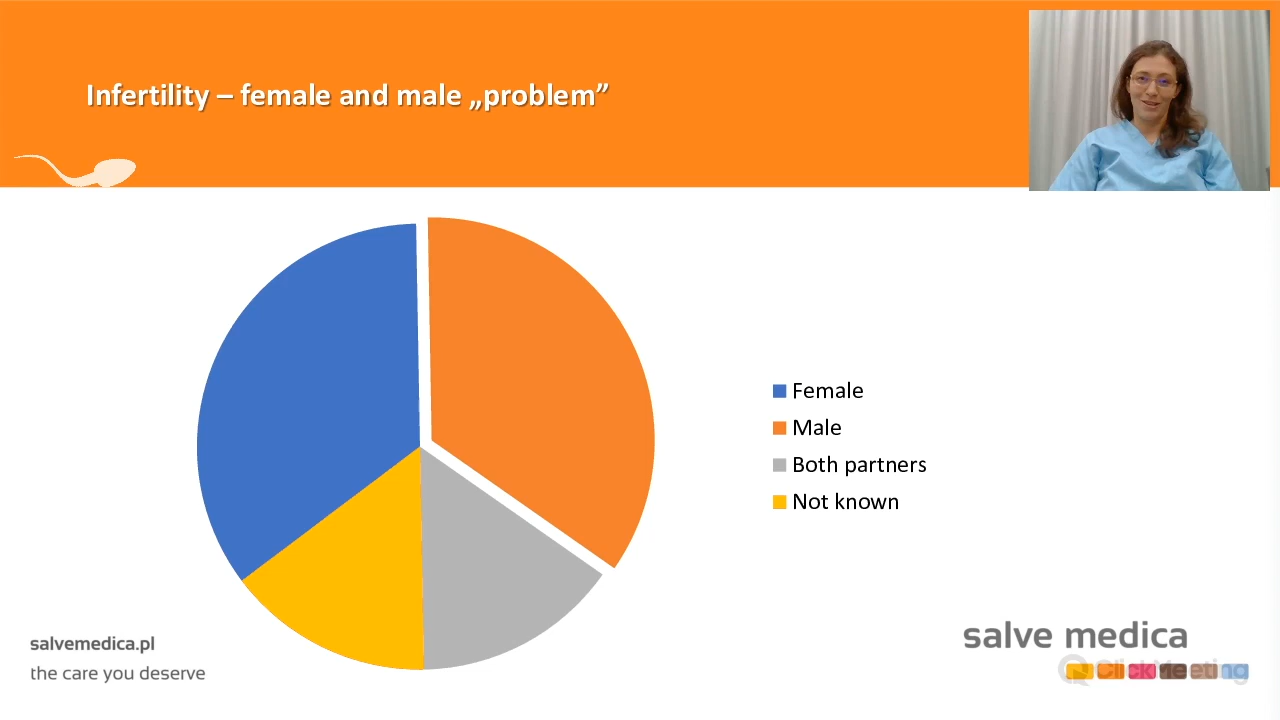 Infertility – female and male „problem”
Female
Male
Both partners
Not known
salvemedica.pl
the care you deserve
salve medica
ClickMeeting